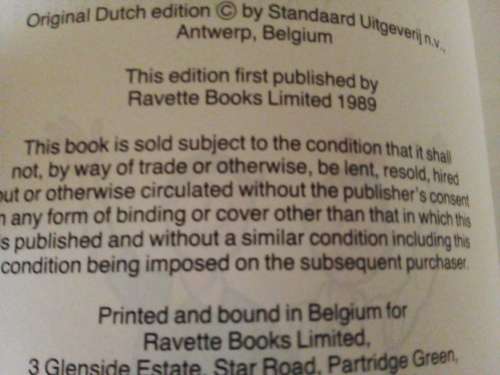 Original Dutch edition © by Standaard Uitgeverij n.v.,
Antwerp, Belgium
This edition first published by
Ravette Books Limited 1989
This book is sold subject to the condition that it shall
not, by way of trade or otherwise, be lent, resold, hired
out or otherwise circulated without the publisher's consent
n any form of binding or cover other than that in which this
s published and without a similar condition including this
condition being imposed on the subsequent purchaser.
Printed and bound in Belgium for
Ravette Books Limited,
3 Glenside Estate, Star Road, Partridge Green,